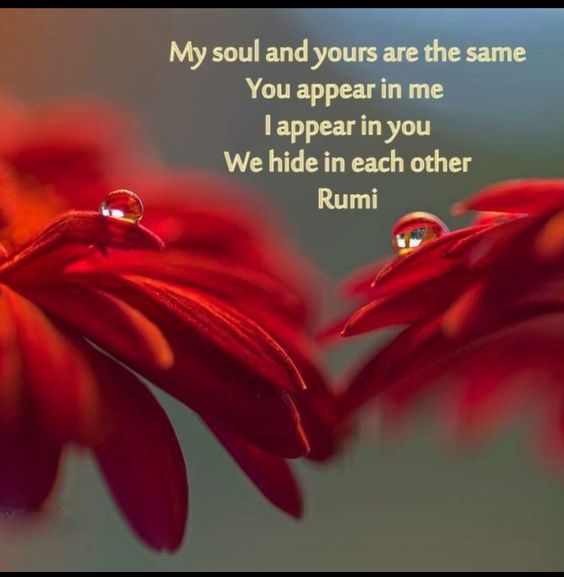 My soul and yours are the same
You appear in me
I appear in you
We hide in each other
Rumi